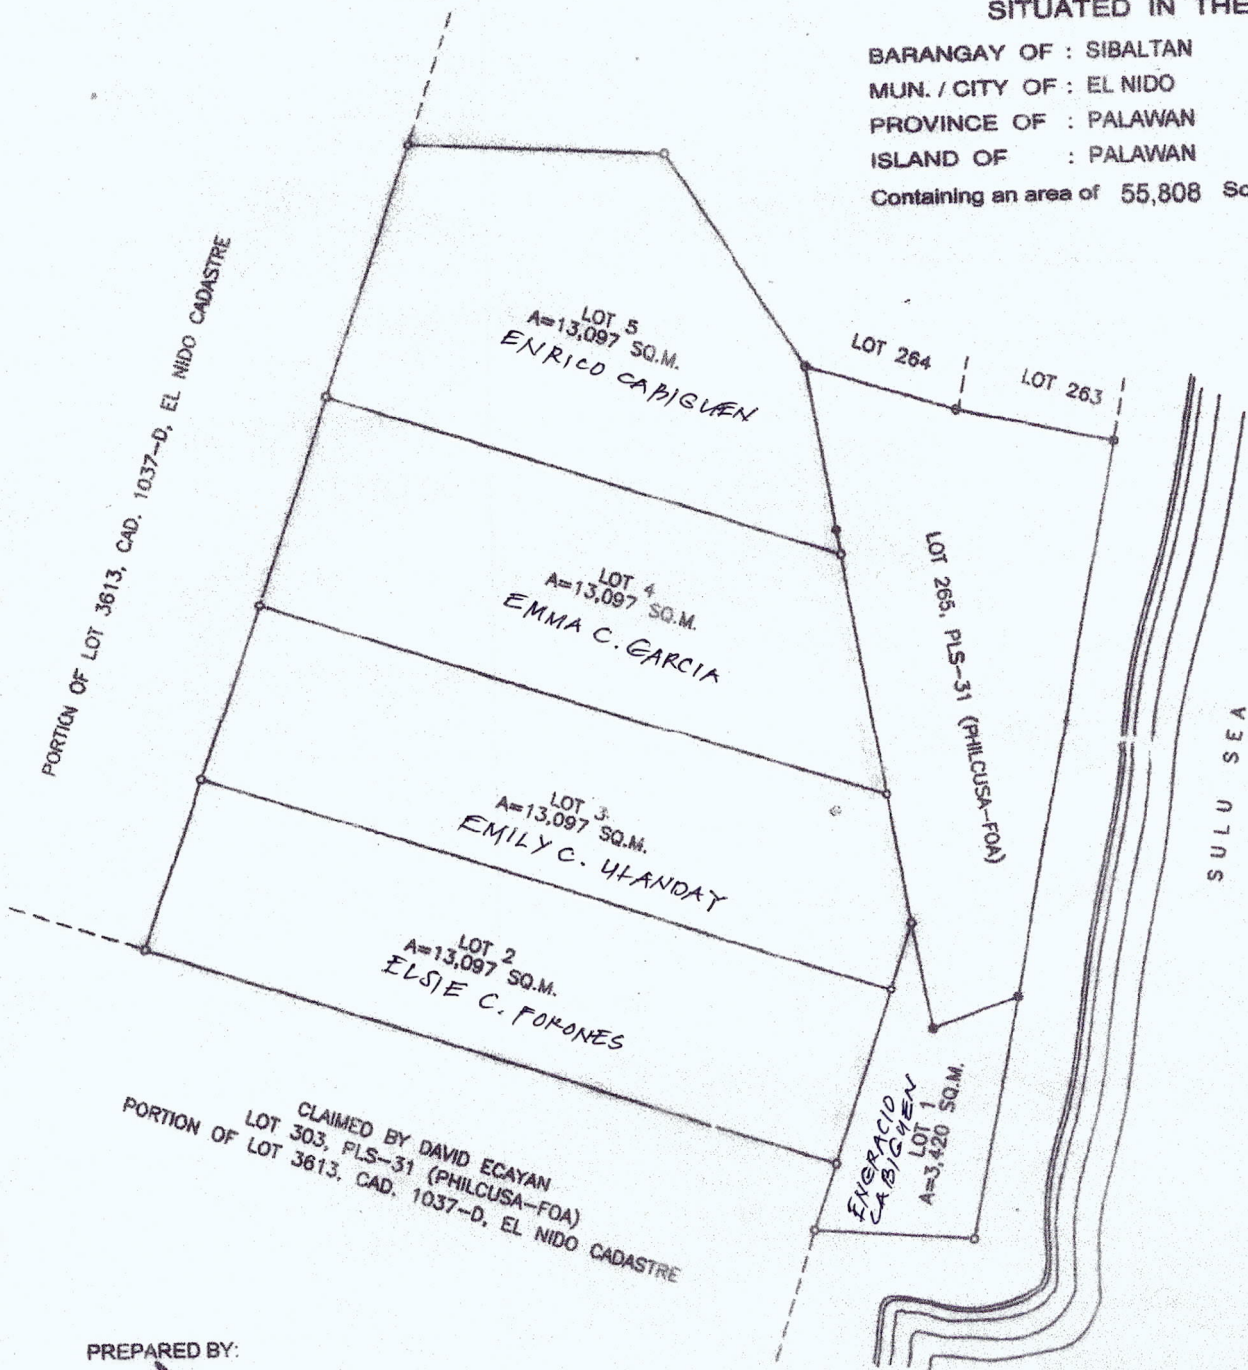 SITUATED IN THE
BARANGAY OF : SIBALTAN
MUN. / CITY OF : EL NIDO
PROVINCE OF : PALAWAN
ISLAND OF : PALAWAN
Containing an area of 55,808
PORTION OF LOT 3613, CAD. 1037-D, EL NIDO CADASTRE
LOT 5
A=13,097 SQ.M.
ENRICO CABIGUEN
LOT 264
LOT 263
LOT 4
A=13,097 SQ.M.
EMMA C. GARCIA
LOT 265, PLS-31 (PHILCUSA-FOA)
SULU SEA
LOT 3
A=13,097 SQ.M.
EMILY C. ULANDAY
LOT 2
A=13,097 SQ.M.
ELSIE C. FORONES
ENGRACIO
CABIGUEN
LOT 1
A=3,420 SQ.M.
CLAIMED BY DAVID ECAYAN
LOT 303, PLS-31 (PHILCUSA-FOA)
PORTION OF LOT 3613, CAD. 1037-D, EL NIDO CADASTRE
PREPARED BY: